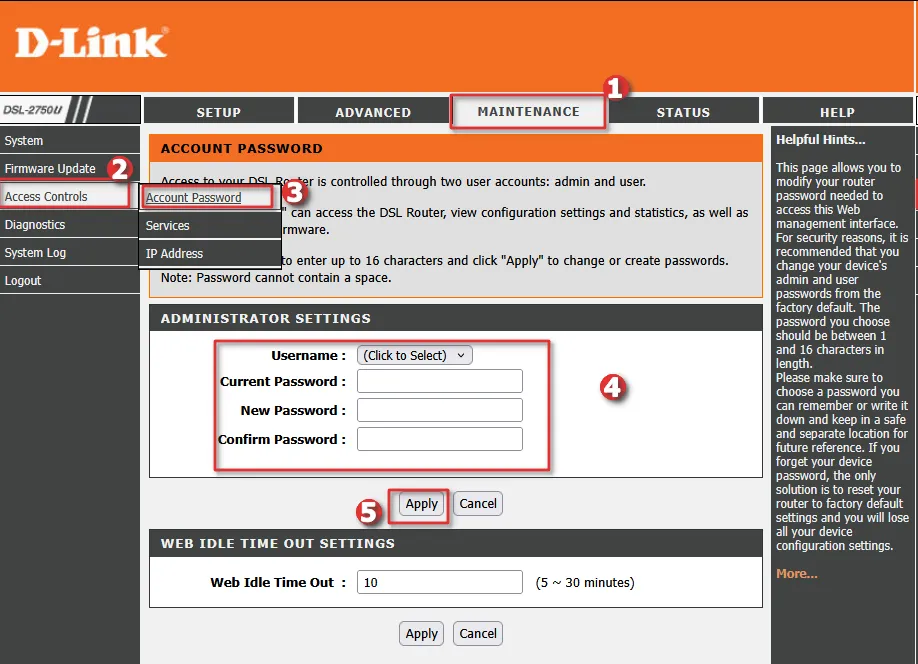 D-Link
DSL-2750U
SETUP
ADVANCED
MAINTENANCE
1
STATUS
HELP
System
Firmware Update
2
Access Controls
Diagnostics
System Log
Logout
Account Password
3
Services
IP Address
ACCOUNT PASSWORD
Access to your DSL Router is controlled through two user accounts: admin and user.
" can access the DSL Router, view configuration settings and statistics, as well as
rmware.
to enter up to 16 characters and click "Apply" to change or create passwords.
Note: Password cannot contain a space.
ADMINISTRATOR SETTINGS
Username :
(Click to Select)
Current Password :
New Password :
Confirm Password :
4
5
Apply
Cancel
WEB IDLE TIME OUT SETTINGS
Web Idle Time Out :
10
(5 ~ 30 minutes)
Apply
Cancel
Helpful Hints...
This page allows you to
modify your router
password needed to
access this Web
management interface.
For security reasons, it is
recommended that you
change your device's
admin and user
passwords from the
factory default. The
password you choose
should be between 1
and 16 characters in
length.
Please make sure to
choose a password you
can remember or write it
down and keep in a safe
and separate location for
future reference. If you
forget your device
password, the only
solution is to reset your
router to factory default
settings and you will lose
all your device
configuration settings.
More...